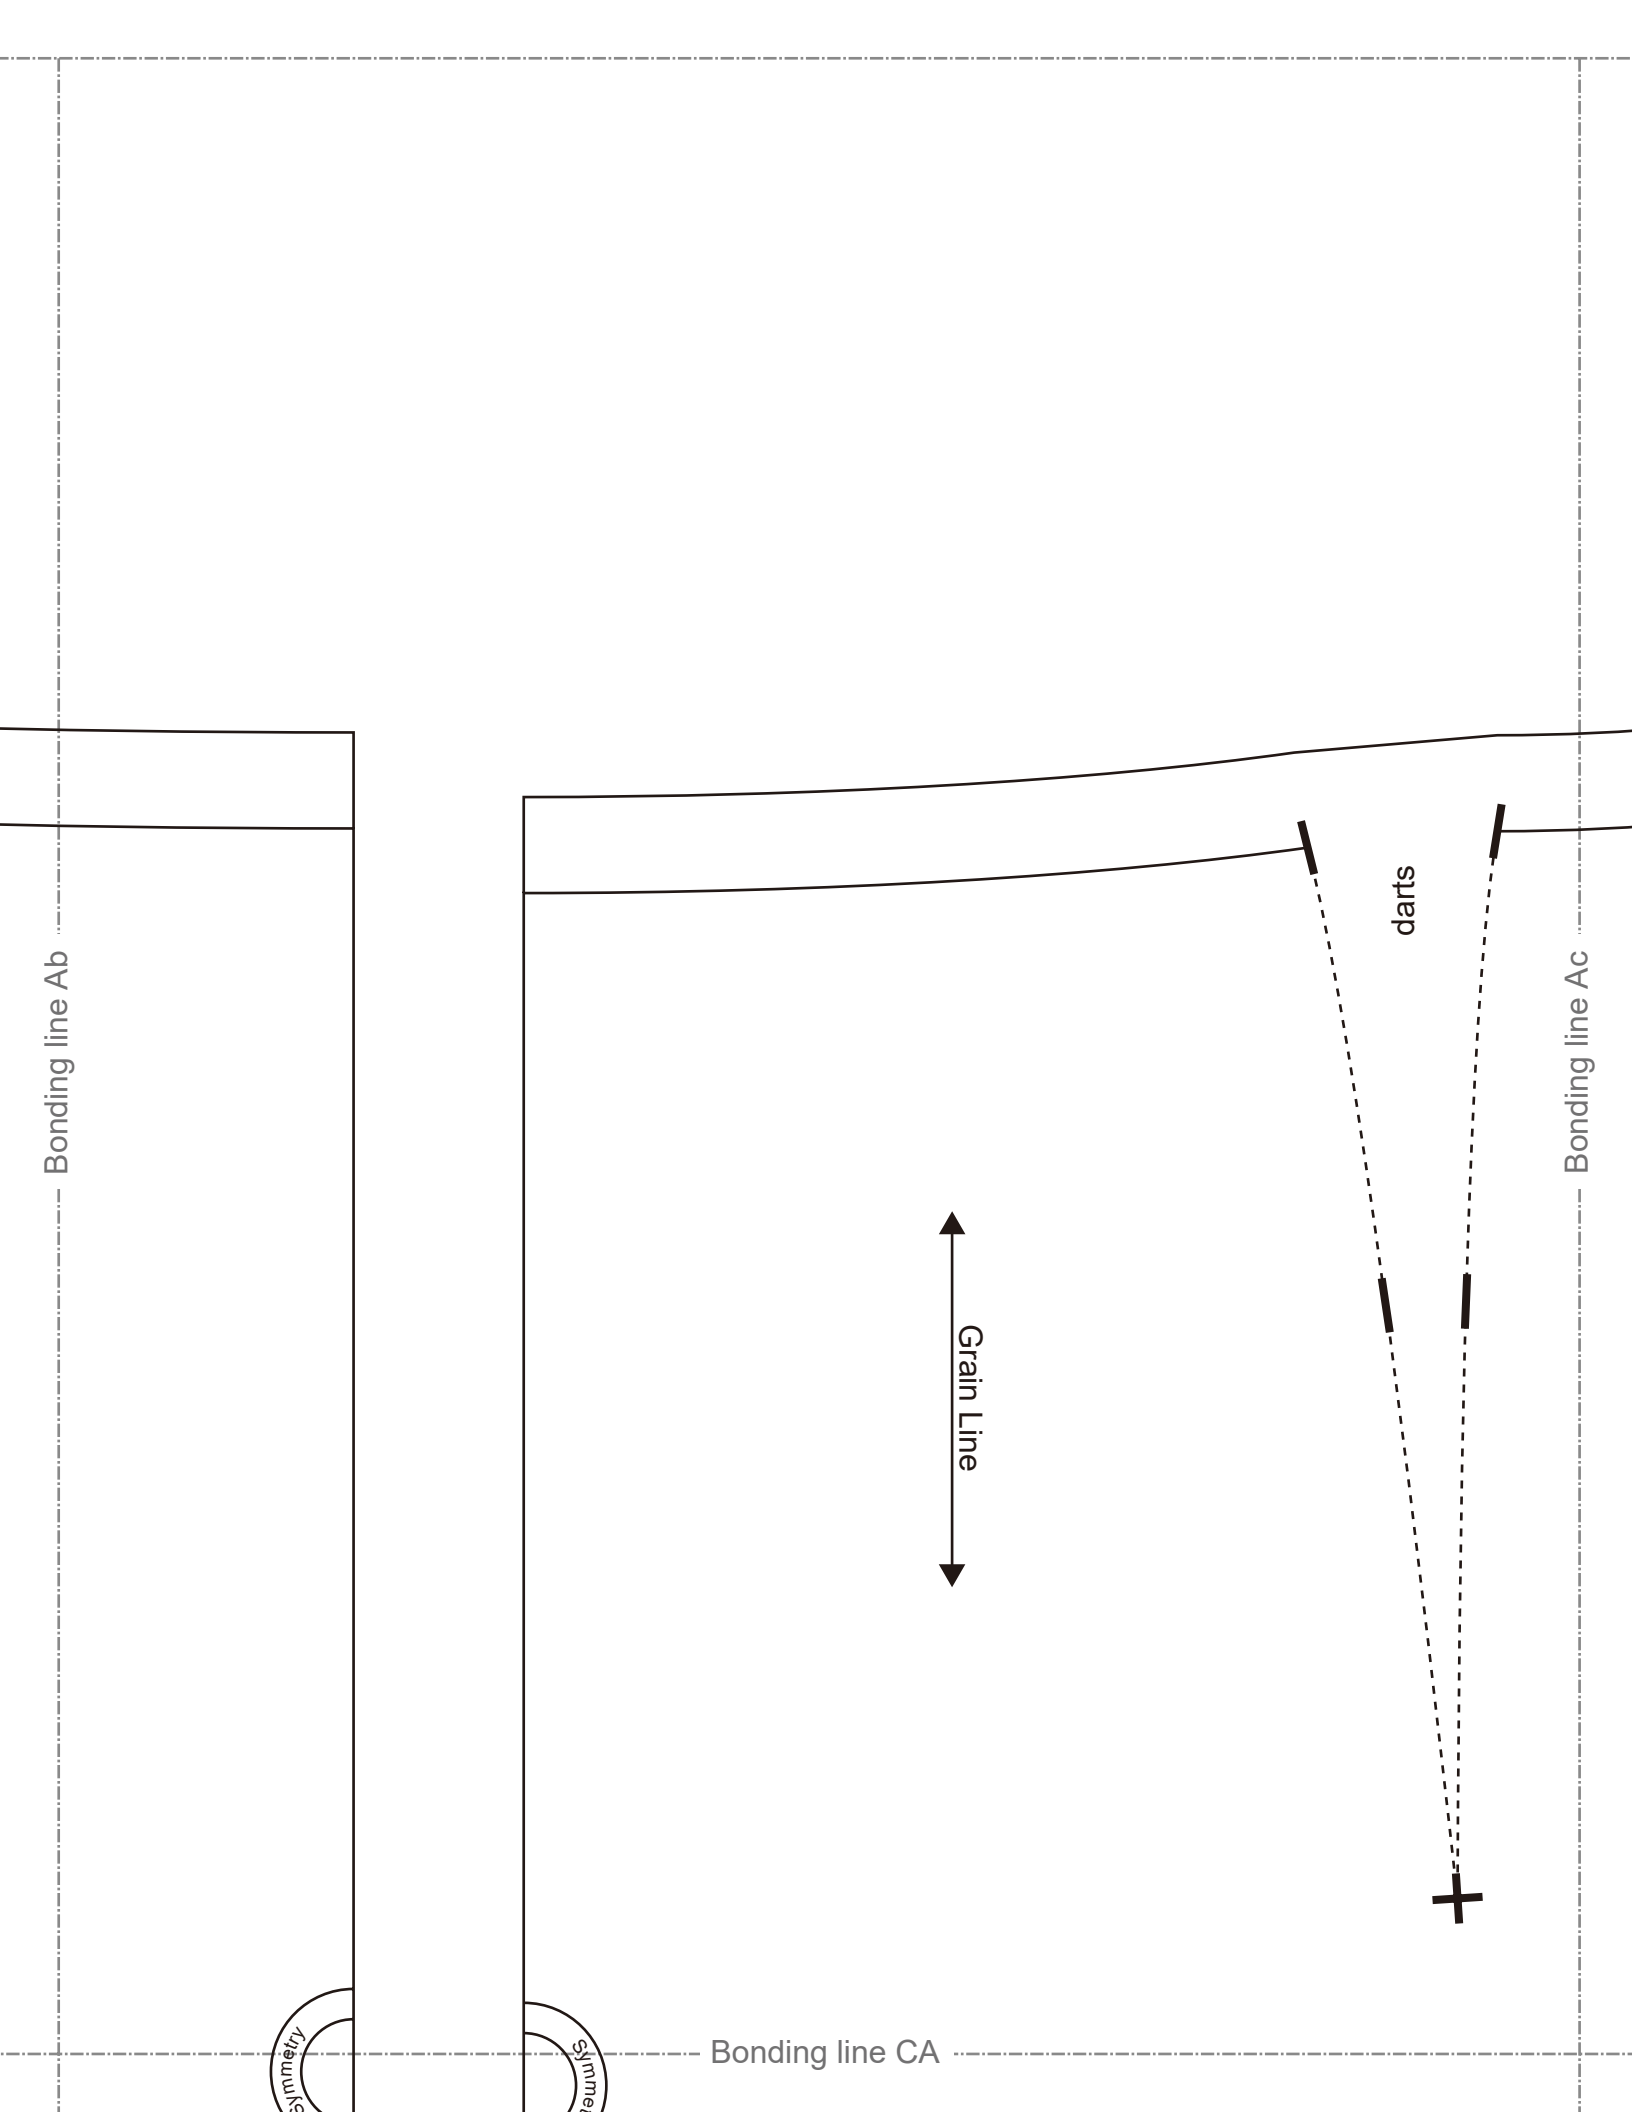 darts
Bonding line Ab
Bonding line Ac
Grain Line
Symmetry
Bonding line CA